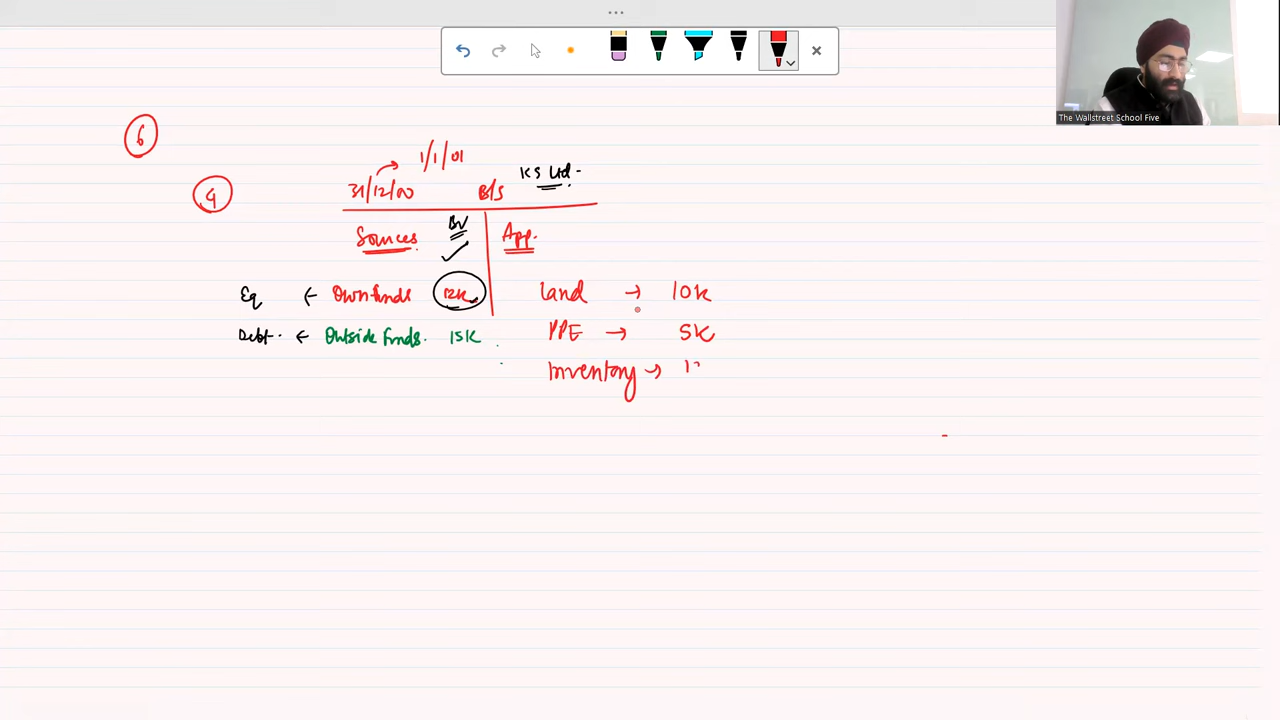 The Wallstreet School Five
6
1/1/01
9
31/12/00 → B/S KS Ltd.
Sources BV App.
✓
Eq ← Own funds 12K Land → 10K
Debt. ← Outside funds. 15K PPE → 5K
Inventory →